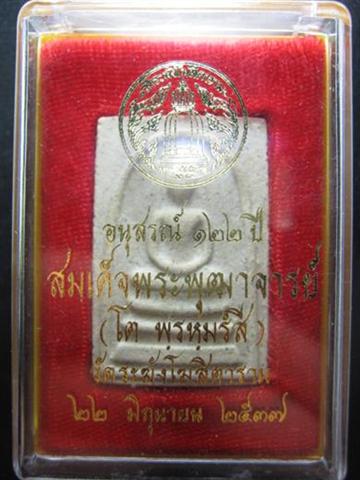 อนุสรณ์ ๑๒๒ ปี
สมเด็จพระพุฒาจารย์
(โต พฺรหฺมรํสี)
วัดระฆังโฆสิตาราม
๒๒ มิถุนายน ๒๕๓๗